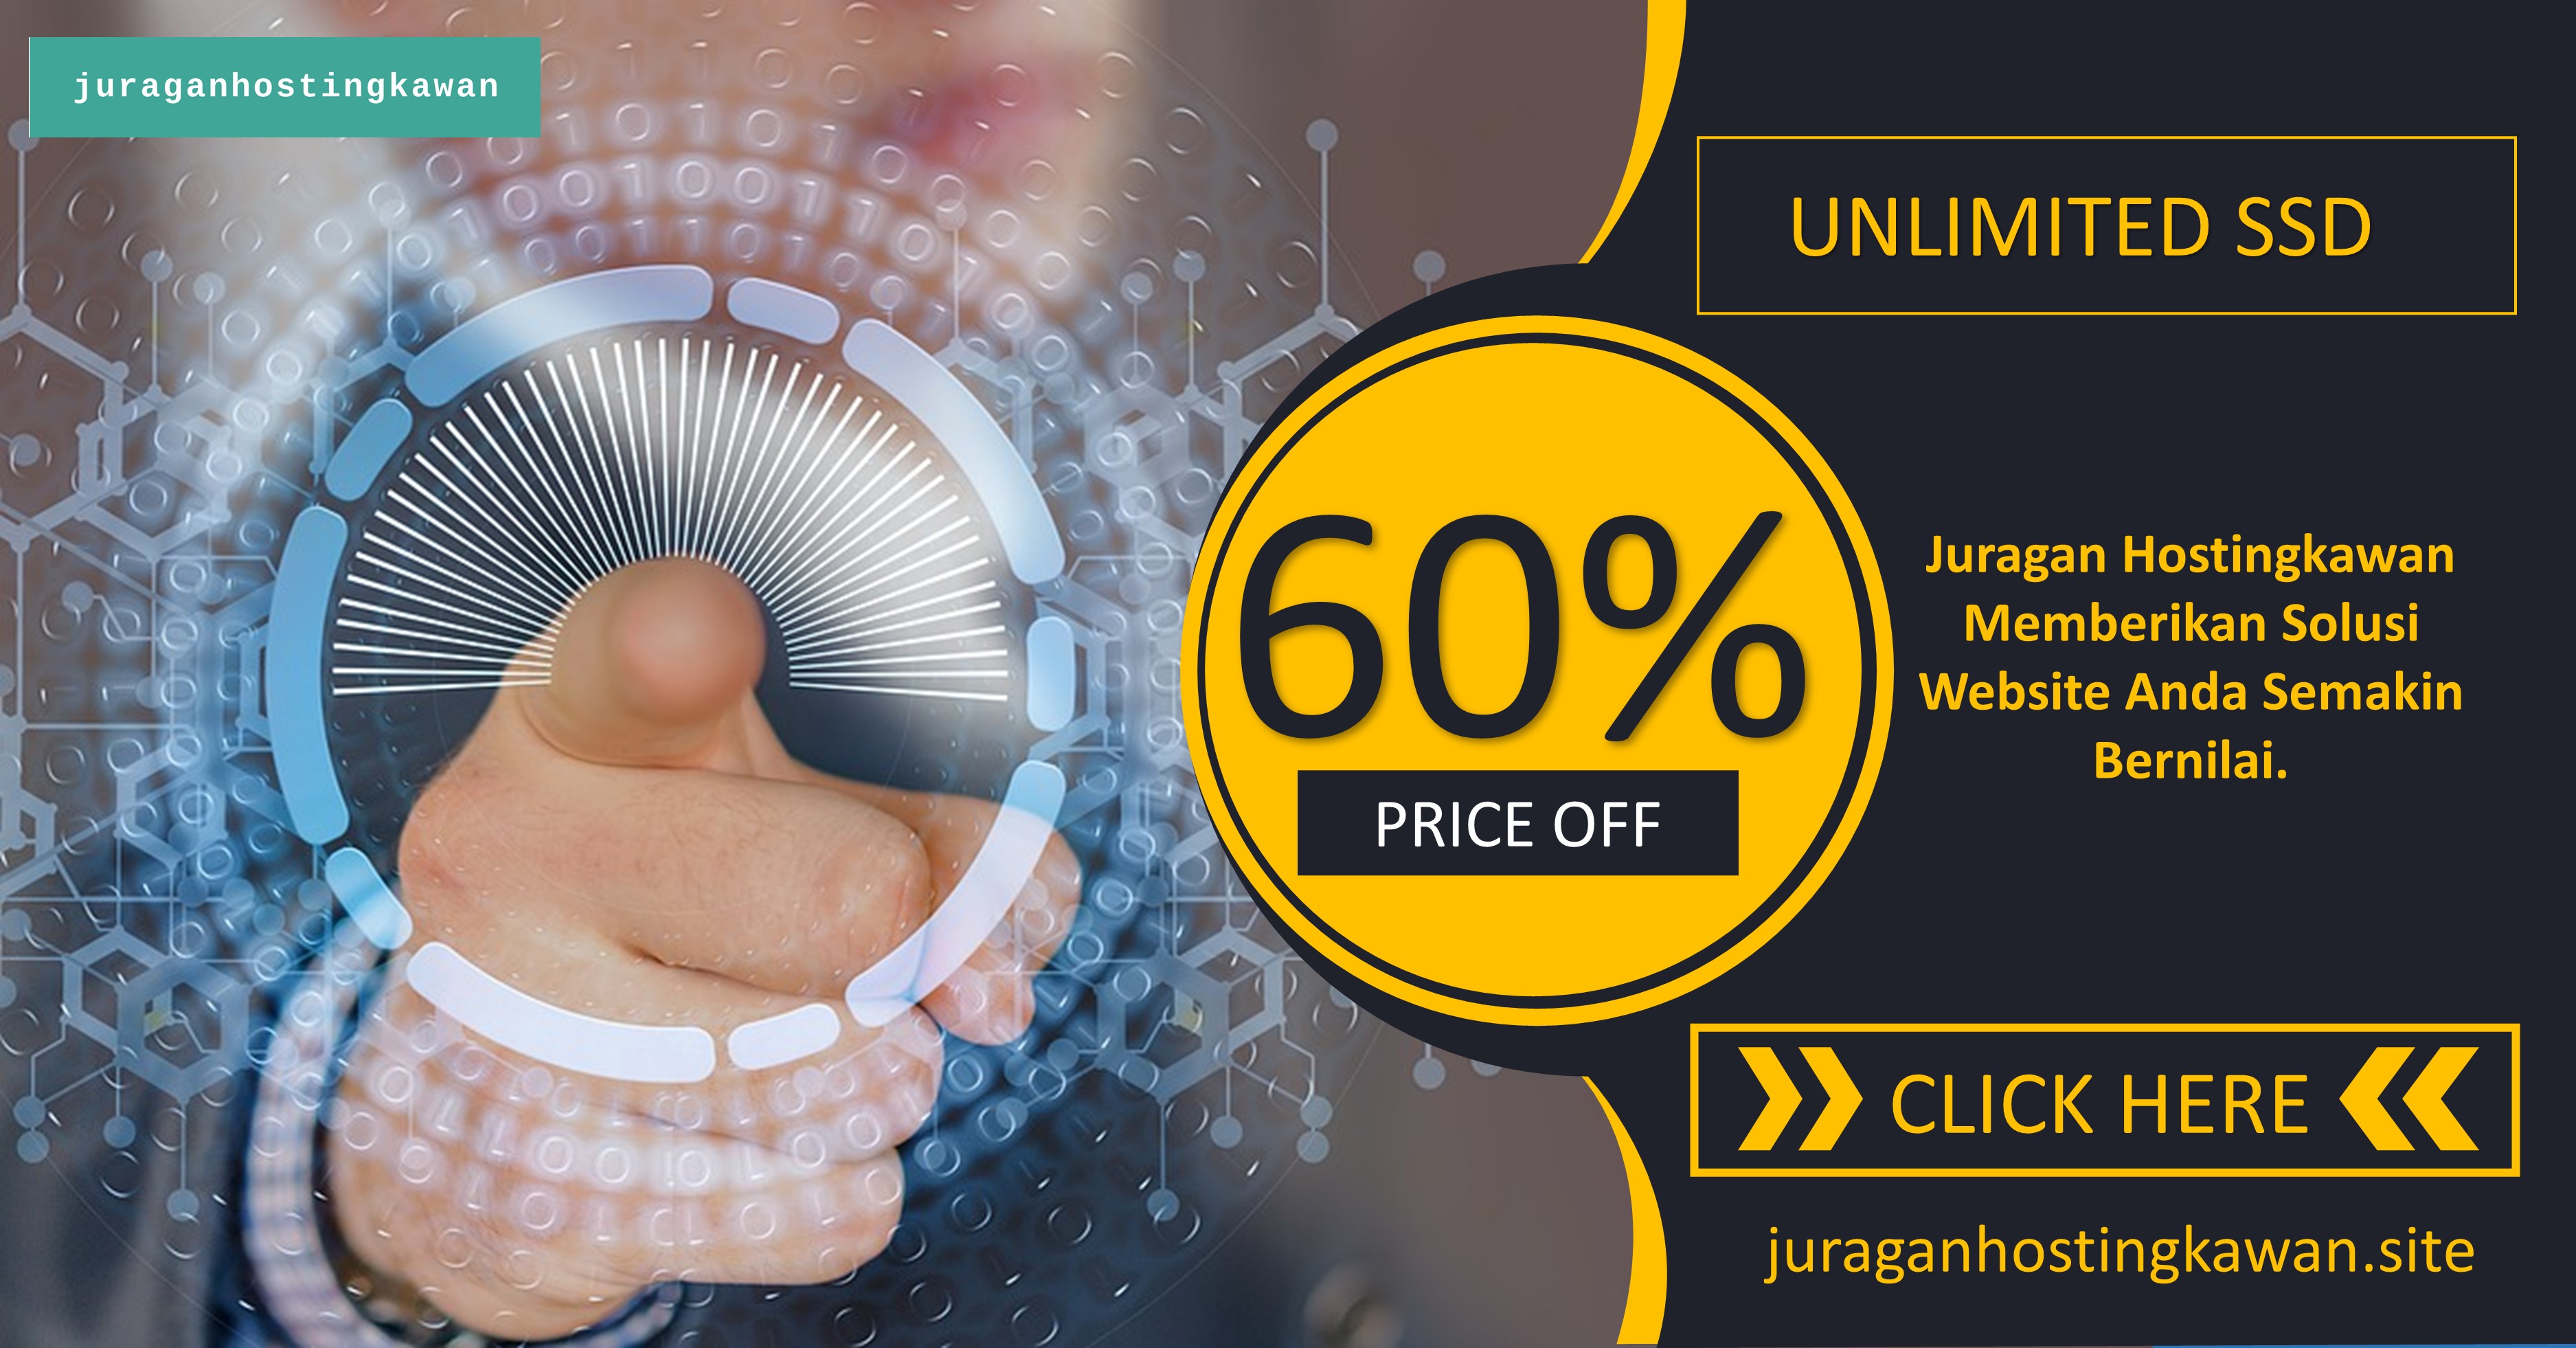 juraganhostingkawan
UNLIMITED SSD
60%
PRICE OFF
Juragan Hostingkawan
Memberikan Solusi
Website Anda Semakin
Bernilai.
CLICK HERE
juraganhostingkawan.site